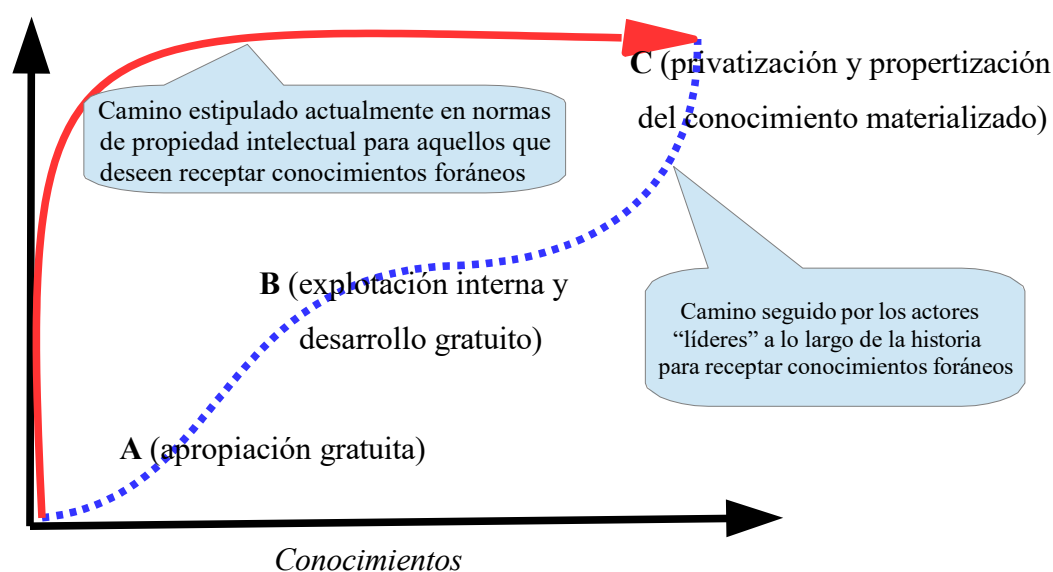 C (privatización y propertización
del conocimiento materializado)
Camino estipulado actualmente en normas
de propiedad intelectual para aquellos que
deseen receptar conocimientos foráneos
B (explotación interna y
desarrollo gratuito)
Camino seguido por los actores
“líderes” a lo largo de la historia
para receptar conocimientos foráneos
A (apropiación gratuita)
Conocimientos